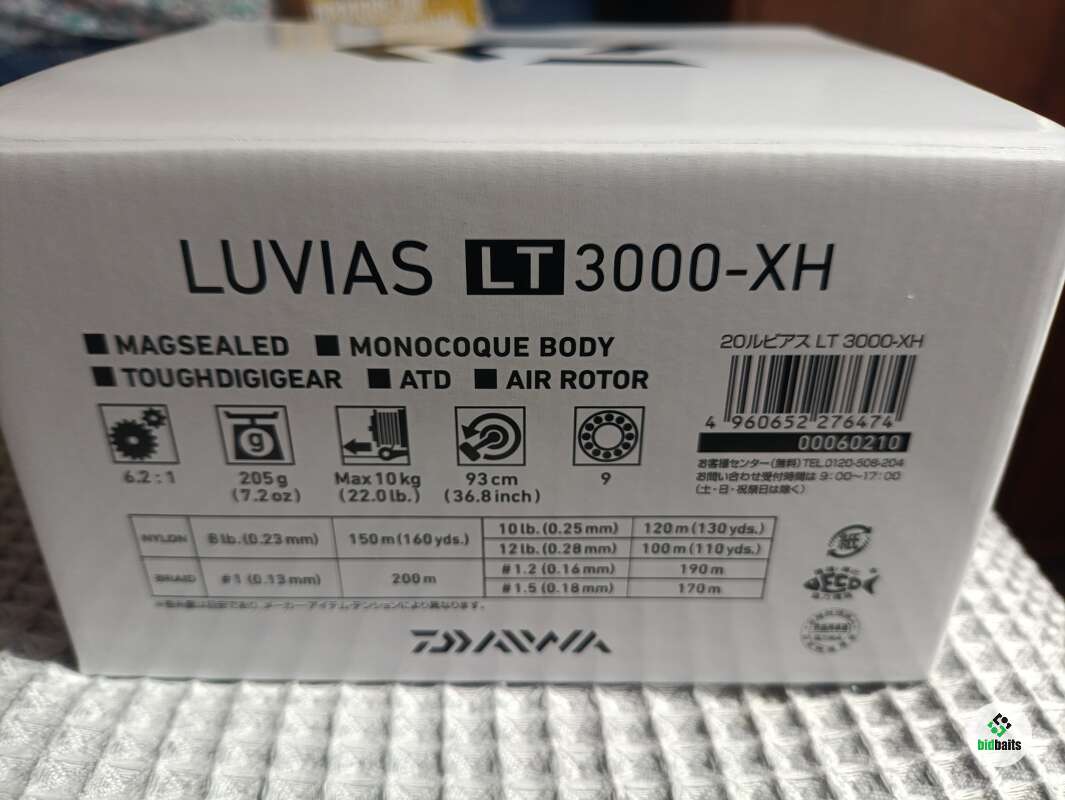 LUVIAS LT 3000-XH
■ MAGSEALED ■ MONOCOQUE BODY
■ TOUGHDIGIGEAR ■ ATD ■ AIR ROTOR
20ルビアス LT 3000-XH
4 960652 276474
00060210
お客様センター(無料)TEL0120-506-204
お問い合わせ受付時間は 9:00~17:00
(土・日・祝祭日は除く)
g
6.2:1
205g
(7.2oz)
Max10kg
(22.0lb.)
93cm
(36.8inch)
9
NYLON 8lb.(0.23mm) 150m(160yds.) 10lb.(0.25mm) 120m(130yds.)
12lb.(0.28mm) 100m(110yds.)
BRAID #1(0.13mm) 200m #1.2(0.16mm) 190m
#1.5(0.18mm) 170m
DAIWA
bidbaits